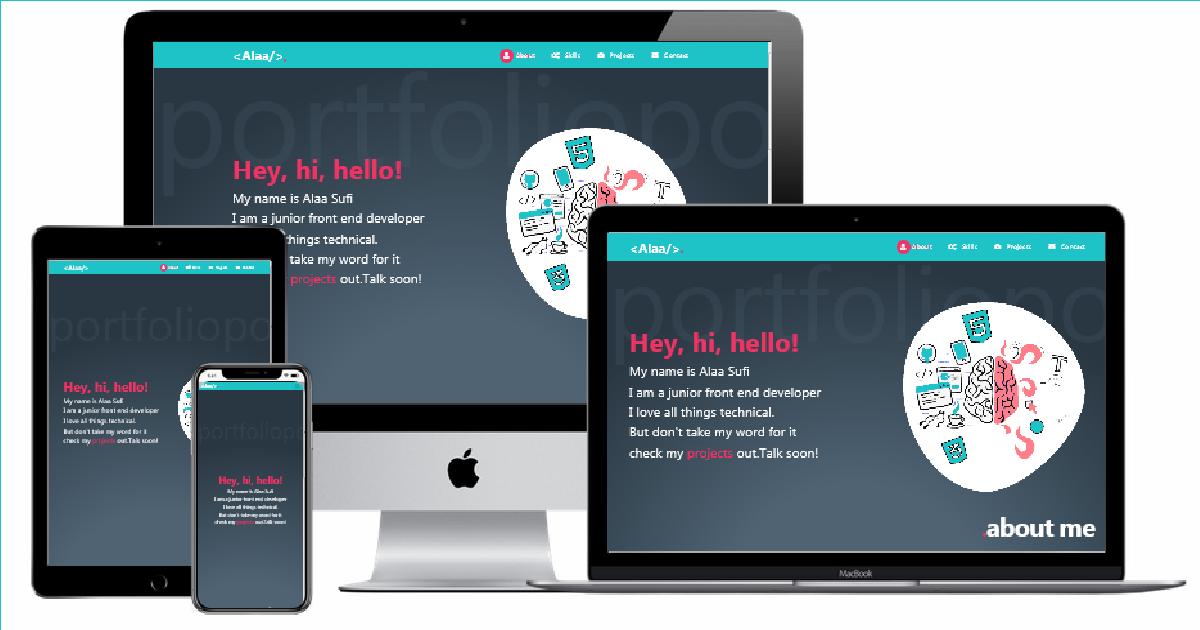 <Alaa/>.
About
Skills
Projects
Contact
portfoliopo
Hey, hi, hello!
My name is Alaa Sufi
I am a junior front end developer
things technical.
take my word for it
projects out.Talk soon!
<Alaa/>.
About
Skills
Projects
Contact
portfoliopo
Hey, hi, hello!
My name is Alaa Sufi
I am a junior front end developer
I love all things technical.
But don't take my word for it
check my projects out.Talk soon!
.about me
MacBook
<Alaa/>
portfoliopo
Hey, hi, hello!
My name is Alaa Sufi
I am a junior front end developer
I love all things technical.
But don't take my word for it
check my projects out.Talk soon!
<Alaa/>
portfoliopo
Hey, hi, hello!
My name is Alaa Sufi
I am a junior front end developer
I love all things technical.
But don't take my word for it
check my projects out.Talk soon!